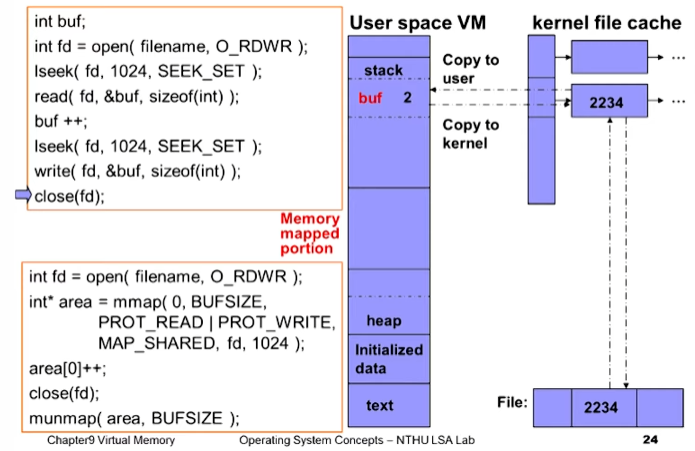 int buf;
int fd = open( filename, O_RDWR );
lseek( fd, 1024, SEEK_SET );
read( fd, &buf, sizeof(int) );
buf ++;
lseek( fd, 1024, SEEK_SET );
write( fd, &buf, sizeof(int) );
close(fd);
User space VM
stack
buf 2
Copy to
user
Copy to
kernel
kernel file cache
...
2234
...
Memory
mapped
portion
int fd = open( filename, O_RDWR );
int* area = mmap( 0, BUFSIZE,
PROT_READ | PROT_WRITE,
MAP_SHARED, fd, 1024 );
area[0]++;
close(fd);
munmap( area, BUFSIZE );
heap
Initialized
data
text
File:
2234
Chapter9 Virtual Memory
Operating System Concepts – NTHU LSA Lab
24